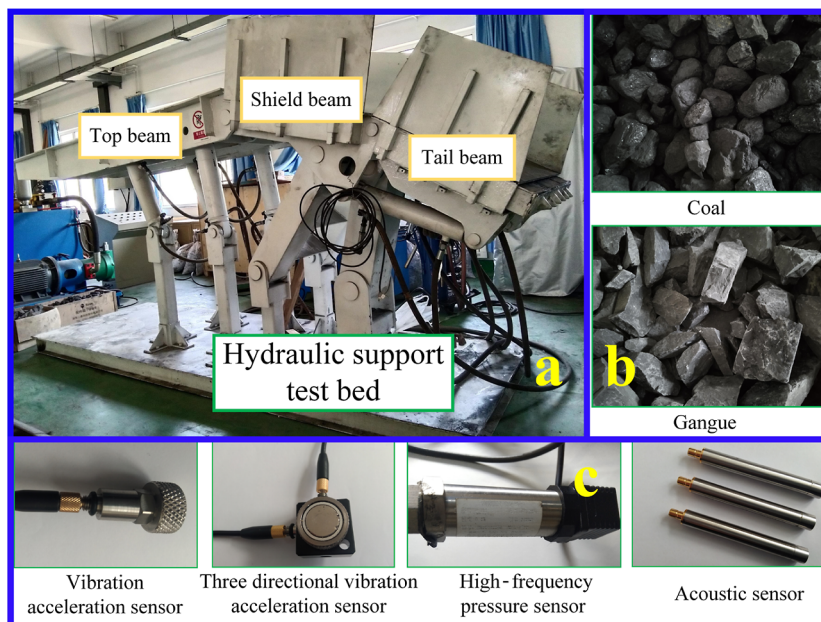 Shield beam
Top beam
Tail beam
Hydraulic support
test bed
a
Coal
b
Gangue
c
Vibration
acceleration sensor
Three directional vibration
acceleration sensor
High-frequency
pressure sensor
Acoustic sensor